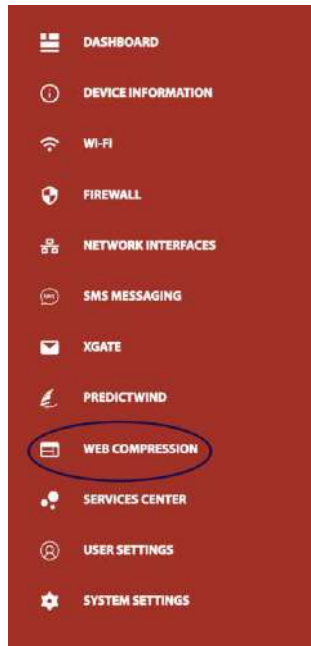 DASHBOARD
DEVICE INFORMATION
WI-FI
FIREWALL
NETWORK INTERFACES
SMS MESSAGING
XGATE
PREDICTWIND
WEB COMPRESSION
SERVICES CENTER
USER SETTINGS
SYSTEM SETTINGS